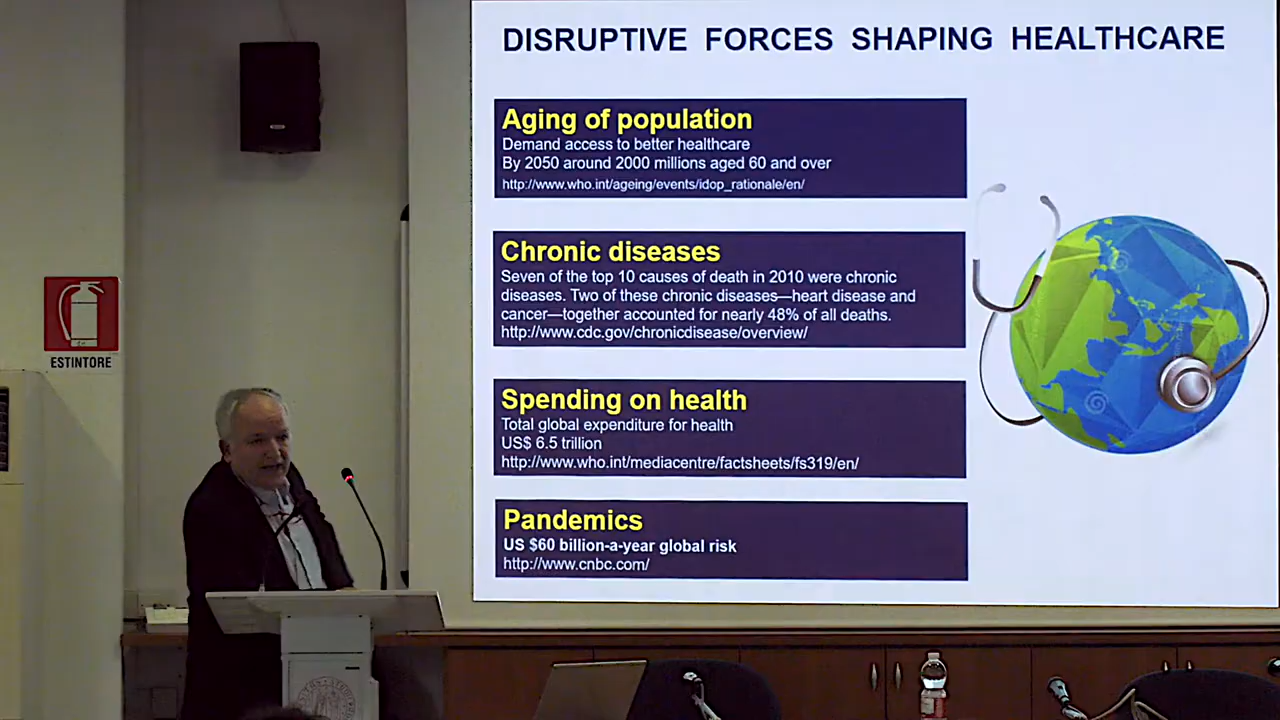 DISRUPTIVE FORCES SHAPING HEALTHCARE
Aging of population
Demand access to better healthcare
By 2050 around 2000 millions aged 60 and over
http://www.who.int/ageing/events/idop_rationale/en/
Chronic diseases
Seven of the top 10 causes of death in 2010 were chronic
diseases. Two of these chronic diseases—heart disease and
cancer—together accounted for nearly 48% of all deaths.
http://www.cdc.gov/chronicdisease/overview/
Spending on health
Total global expenditure for health
US$ 6.5 trillion
http://www.who.int/mediacentre/factsheets/fs319/en/
Pandemics
US $60 billion-a-year global risk
http://www.cnbc.com/
ESTINTORE